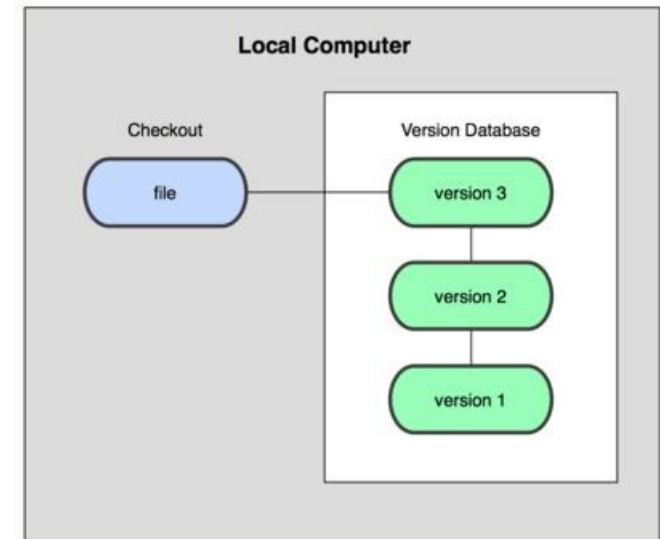 Local Computer
Checkout
Version Database
file
version 3
version 2
version 1